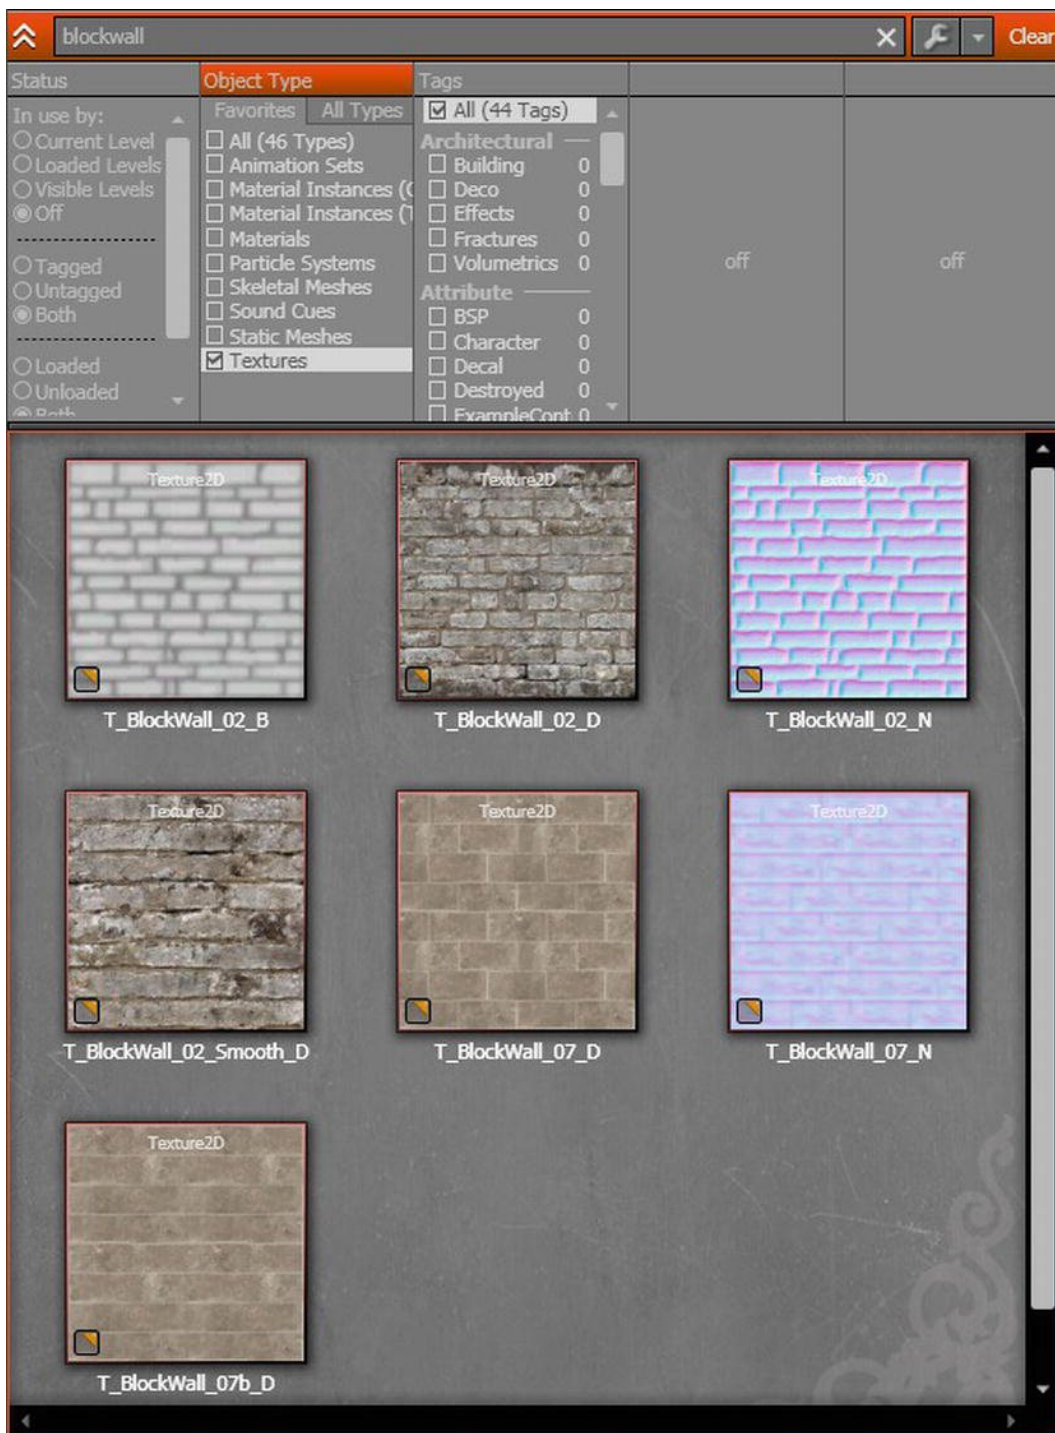 blockwall
Clear
Status
Object Type
Tags
In use by:
Current Level
Loaded Levels
Visible Levels
Off
Tagged
Untagged
Both
Loaded
Unloaded
Both
Favorites
All Types
All (46 Types)
Animation Sets
Material Instances (
Material Instances (
Materials
Particle Systems
Skeletal Meshes
Sound Cues
Static Meshes
Textures
All (44 Tags)
Architectural
Building 0
Deco 0
Effects 0
Fractures 0
Volumetrics 0
Attribute
BSP 0
Character 0
Decal 0
Destroyed 0
ExampleCont 0
off
off
Texture2D
Texture2D
Texture2D
T_BlockWall_02_B
T_BlockWall_02_D
T_BlockWall_02_N
Texture2D
Texture2D
Texture2D
T_BlockWall_02_Smooth_D
T_BlockWall_07_D
T_BlockWall_07_N
Texture2D
T_BlockWall_07b_D